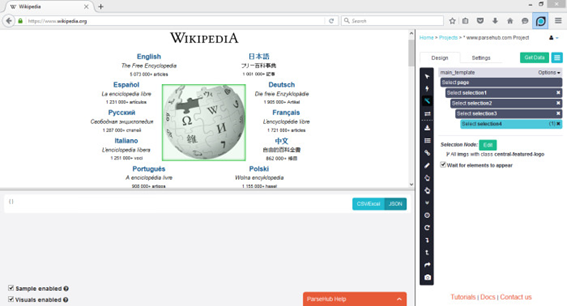 Wikipedia
https://www.wikipedia.org
Search
WIKIPEDIA
English
The Free Encyclopedia
5 073 000+ articles
日本語
フリー百科事典
1 001 000+ 記事
Español
La enciclopedia libre
1 231 000+ artículos
Deutsch
Die freie Enzyklopädie
1 905 000+ Artikel
Русский
Свободная энциклопедия
1 287 000+ статей
Français
L'encyclopédie libre
1 721 000+ articles
Italiano
L'enciclopedia libera
1 251 000+ voci
中文
自由的百科全書
862 000+ 條目
Português
A enciclopédia livre
900 000+ artigos
Polski
Wolna encyklopedia
1 155 000+ haseł
[]
CSV/Excel
JSON
Sample enabled
Visuals enabled
ParseHub Help
Home » Projects » * www.parsehub.com Project
Design
Settings
Get Data
main_template
Options
Select page
Select selection1
Select selection2
Select selection3
Select selection4 (1)
Selection Node: Edit
All imgs with class central-featured-logo
Wait for elements to appear
Tutorials | Docs | Contact us